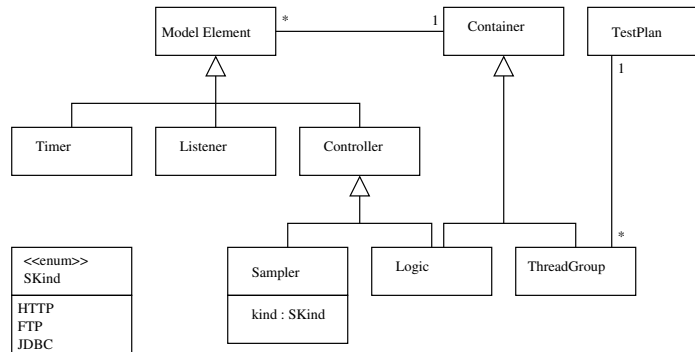 Model Element
*
1
Container
TestPlan
1
Timer
Listener
Controller
*
<<enum>>
SKind
HTTP
FTP
JDBC
Sampler
kind : SKind
Logic
ThreadGroup